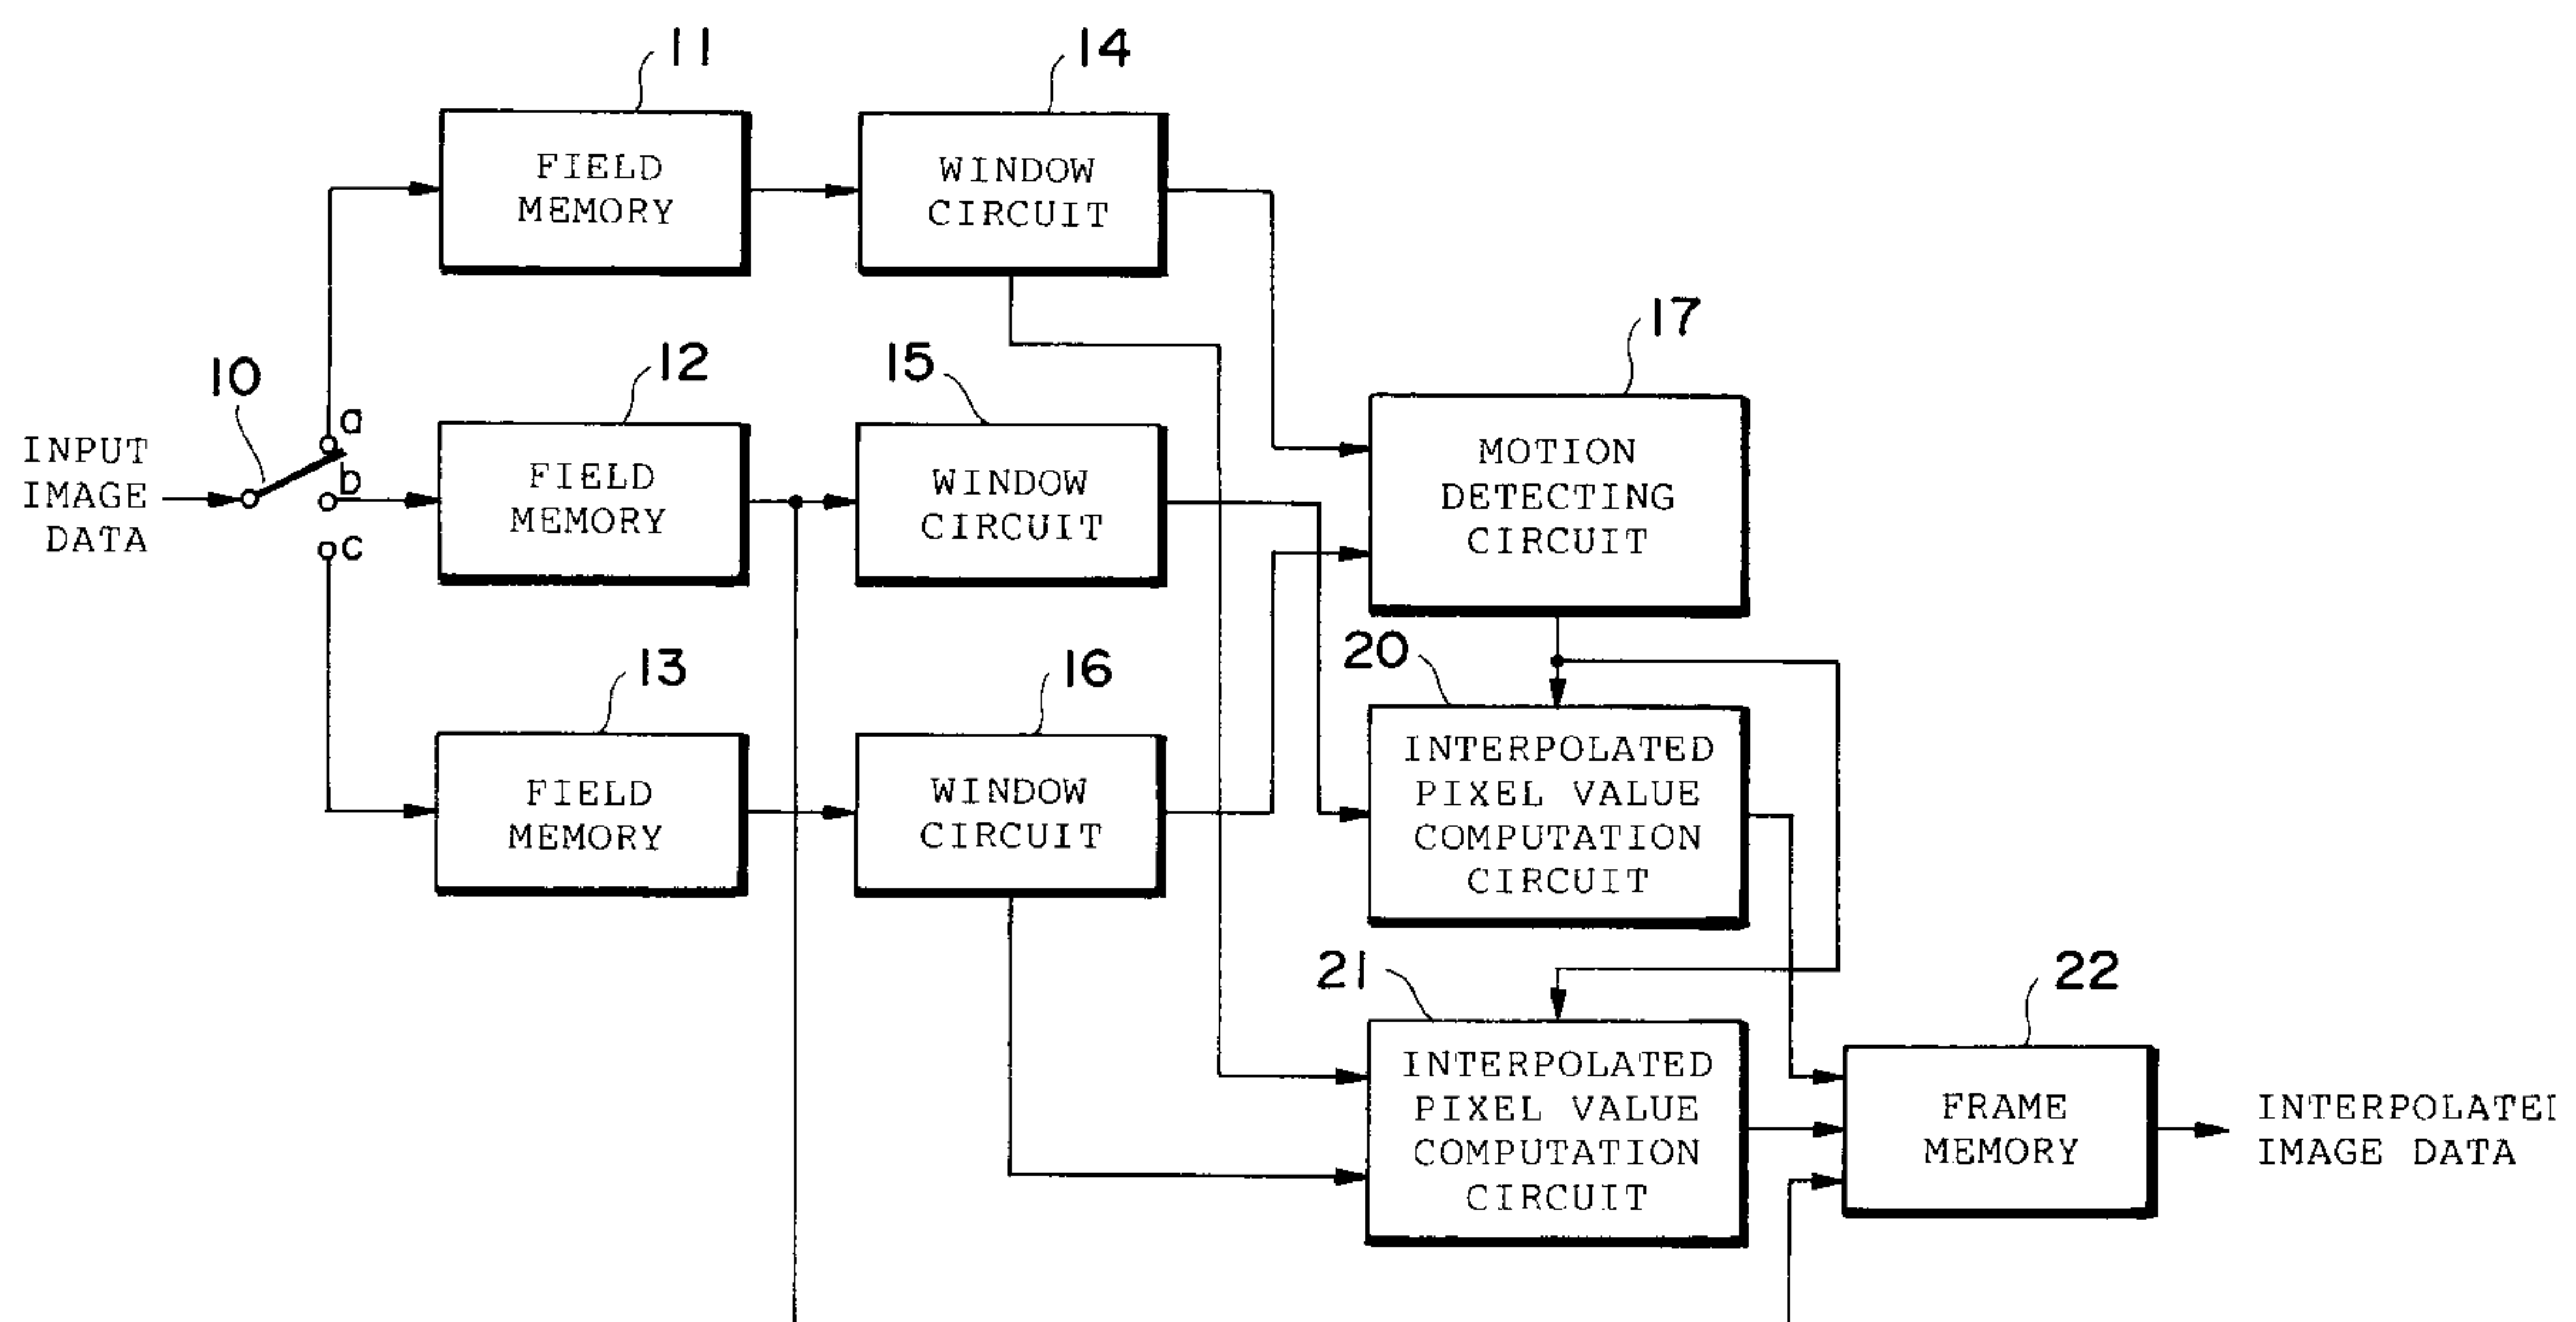 11
14
FIELD
MEMORY
WINDOW
CIRCUIT
17
10
12
15
a
b
c
INPUT
IMAGE
DATA
FIELD
MEMORY
WINDOW
CIRCUIT
MOTION
DETECTING
CIRCUIT
13
16
20
FIELD
MEMORY
WINDOW
CIRCUIT
INTERPOLATED
PIXEL VALUE
COMPUTATION
CIRCUIT
21
22
INTERPOLATED
PIXEL VALUE
COMPUTATION
CIRCUIT
FRAME
MEMORY
INTERPOLATE
IMAGE DATA